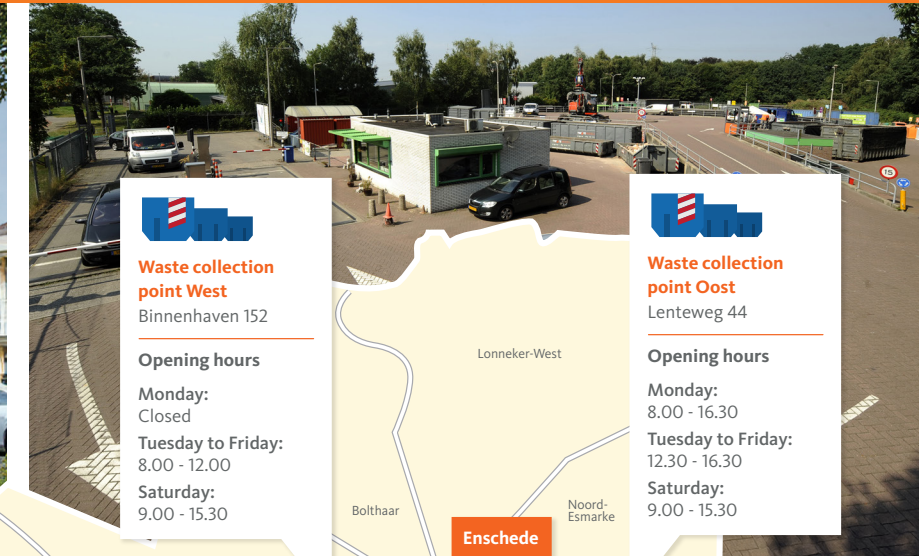 Waste collection
point West
Binnenhaven 152
Opening hours
Monday:
Closed
Tuesday to Friday:
8.00 - 12.00
Saturday:
9.00 - 15.30
Waste collection
point Oost
Lenteweg 44
Opening hours
Monday:
8.00 - 16.30
Tuesday to Friday:
12.30 - 16.30
Saturday:
9.00 - 15.30
Lonneker-West
Bolthaar
Noord-
Esmarke
Enschede
15